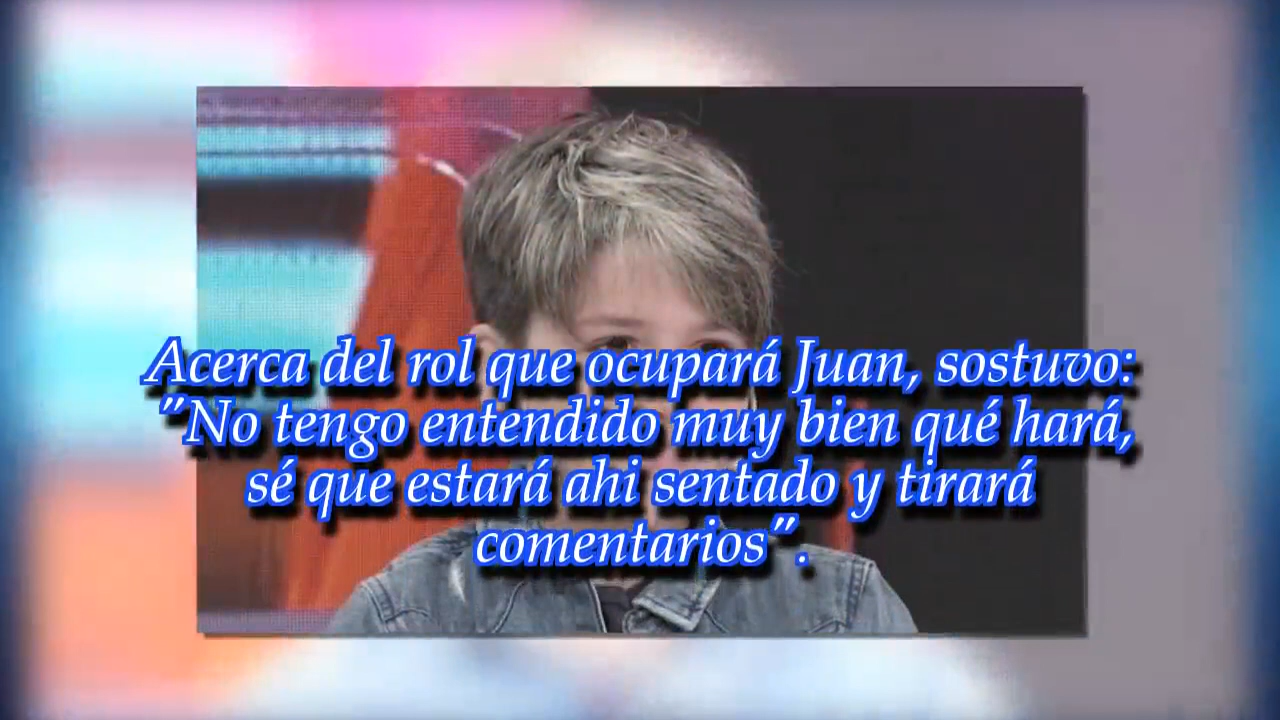 Acerca del rol que ocupará Juan, sostuvo:
"No tengo entendido muy bien qué hará,
sé que estará ahi sentado y tirará
comentarios".